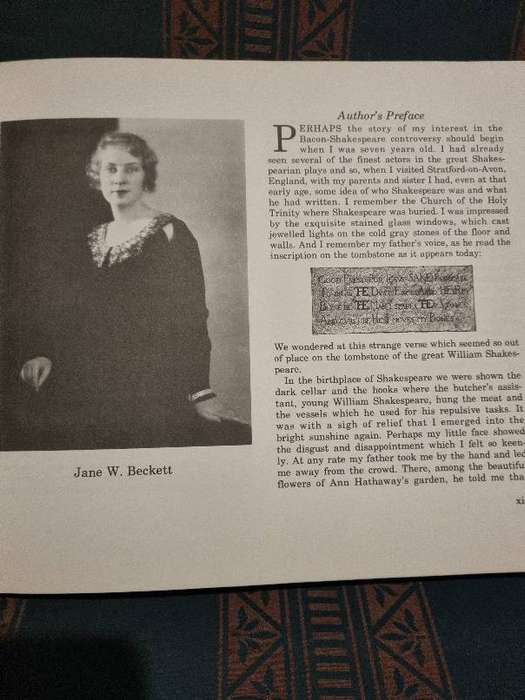 Jane W. Beckett
Author's Preface
PERHAPS the story of my interest in the
Bacon-Shakespeare controversy should begin
when I was seven years old. I had already
seen several of the finest actors in the great Shakes-
pearian plays and so, when I visited Stratford-on-Avon,
England, with my parents and sister I had, even at that
early age, some idea of who Shakespeare was and what
he had written. I remember the Church of the Holy
Trinity where Shakespeare was buried. I was impressed
by the exquisite stained glass windows, which cast
jewelled lights on the cold gray stones of the floor and
walls. And I remember my father's voice, as he read the
inscription on the tombstone as it appears today:
We wondered at this strange verse which seemed so out
of place on the tombstone of the great William Shakes-
peare.
In the birthplace of Shakespeare we were shown the
dark cellar and the hooks where the butcher's assis-
tant, young William Shakespeare, hung the meat and
the vessels which he used for his repulsive tasks. It
was with a sigh of relief that I emerged into the
bright sunshine again. Perhaps my little face showed
the disgust and disappointment which I felt so keen-
ly. At any rate my father took me by the hand and led
me away from the crowd. There, among the beautiful
flowers of Ann Hathaway's garden, he told me tha
xi